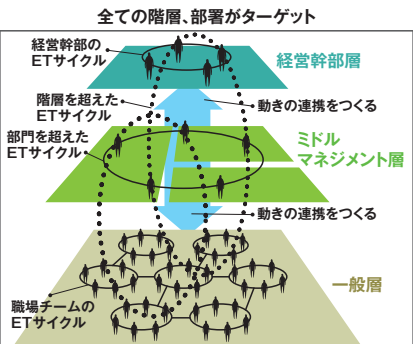 全ての階層、部署がターゲット
経営幹部の
ETサイクル
経営幹部層
階層を超えた
ETサイクル
動きの連携をつくる
部門を超えた
ETサイクル
ミドル
マネジメント層
動きの連携をつくる
一般層
職場チームの
ETサイクル